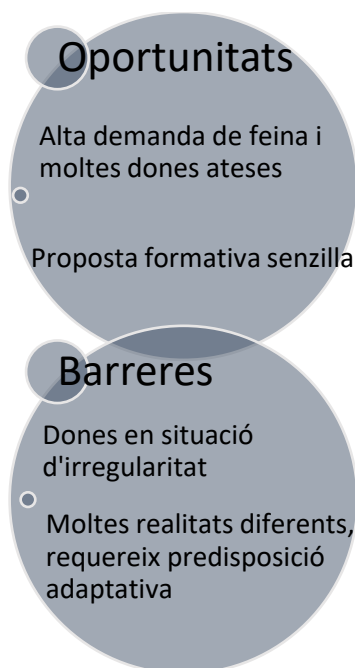 Oportunitats
Alta demanda de feina i
moltes dones ateses
Proposta formativa senzilla
Barreres
Dones en situació
d'irregularitat
Moltes realitats diferents,
requereix predisposició
adaptativa